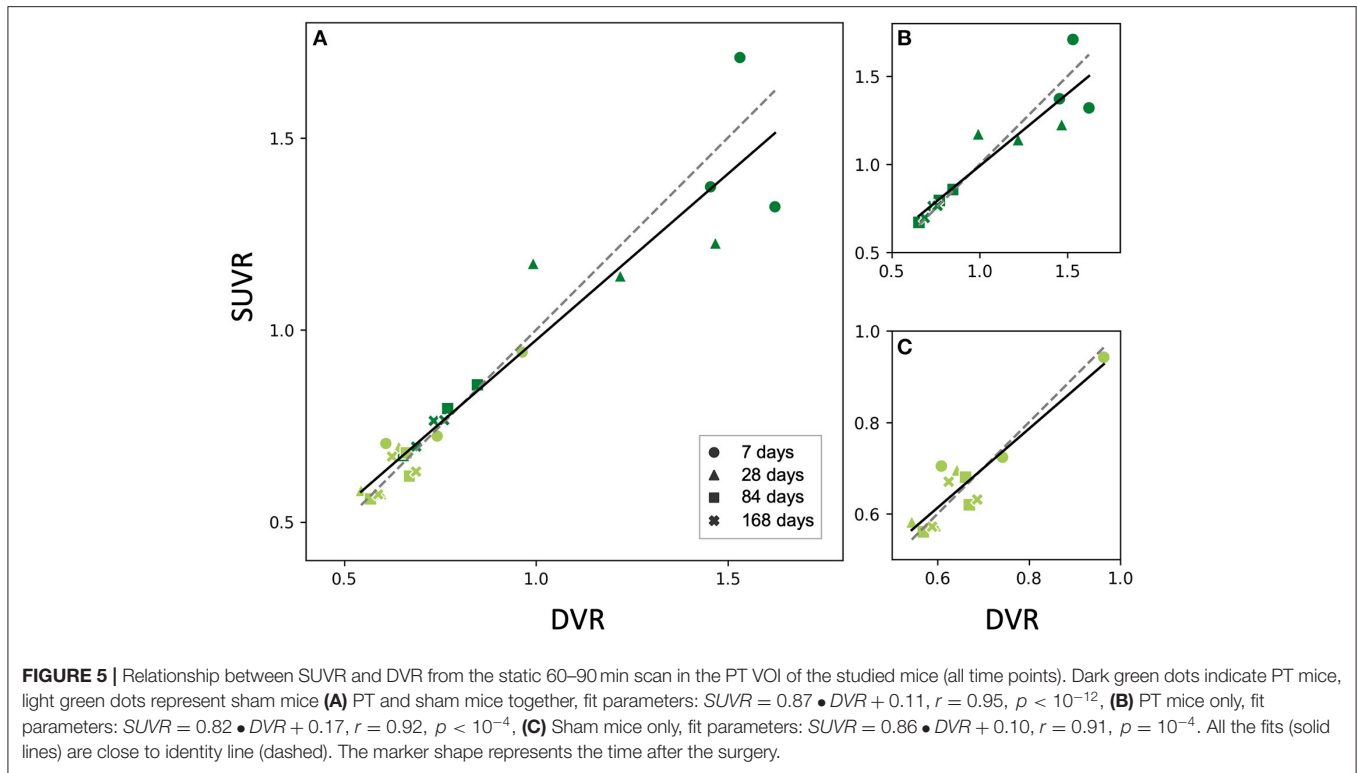 A
1.5
1.0
0.5
SUVR
0.5
1.0
1.5
DVR
7 days
28 days
84 days
168 days
B
1.5
1.0
0.5
0.5
1.0
1.5
C
1.0
0.8
0.6
0.6
0.8
1.0
DVR
FIGURE 5 | Relationship between SUVR and DVR from the static 60–90 min scan in the PT VOI of the studied mice (all time points). Dark green dots indicate PT mice,
light green dots represent sham mice (A) PT and sham mice together, fit parameters: SUVR = 0.87 • DVR + 0.11, r = 0.95, p < 10⁻¹², (B) PT mice only, fit
parameters: SUVR = 0.82 • DVR + 0.17, r = 0.92, p < 10⁻⁴, (C) Sham mice only, fit parameters: SUVR = 0.86 • DVR + 0.10, r = 0.91, p = 10⁻⁴. All the fits (solid
lines) are close to identity line (dashed). The marker shape represents the time after the surgery.